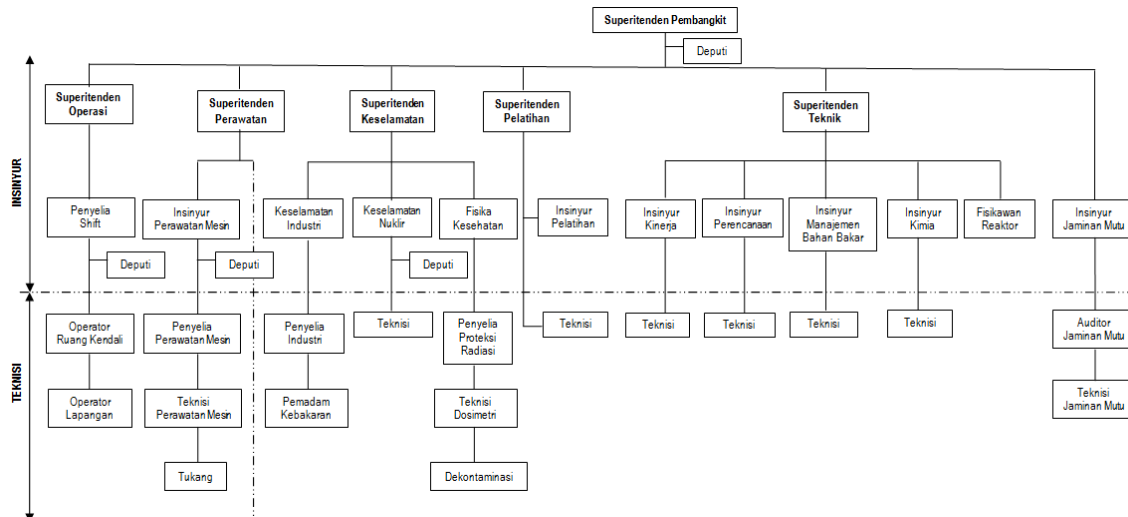 Superitenden Pembangkit
Deputi
Superitenden
Operasi
Superitenden
Perawatan
Superitenden
Keselamatan
Superitenden
Pelatihan
Superitenden
Teknik
INSINYUR
Penyelia
Shift
Insinyur
Perawatan Mesin
Keselamatan
Industri
Keselamatan
Nuklir
Fisika
Kesehatan
Insinyur
Pelatihan
Insinyur
Kinerja
Insinyur
Perencanaan
Insinyur
Manajemen
Bahan Bakar
Insinyur
Kimia
Fisikawan
Reaktor
Insinyur
Jaminan Mutu
Deputi
Deputi
Deputi
TEKNISI
Operator
Ruang Kendali
Penyelia
Perawatan Mesin
Penyelia
Industri
Teknisi
Penyelia
Proteksi
Radiasi
Teknisi
Teknisi
Teknisi
Teknisi
Teknisi
Auditor
Jaminan Mutu
Operator
Lapangan
Teknisi
Perawatan Mesin
Pemadam
Kebakaran
Teknisi
Dosimetri
Teknisi
Jaminan Mutu
Tukang
Dekontaminasi